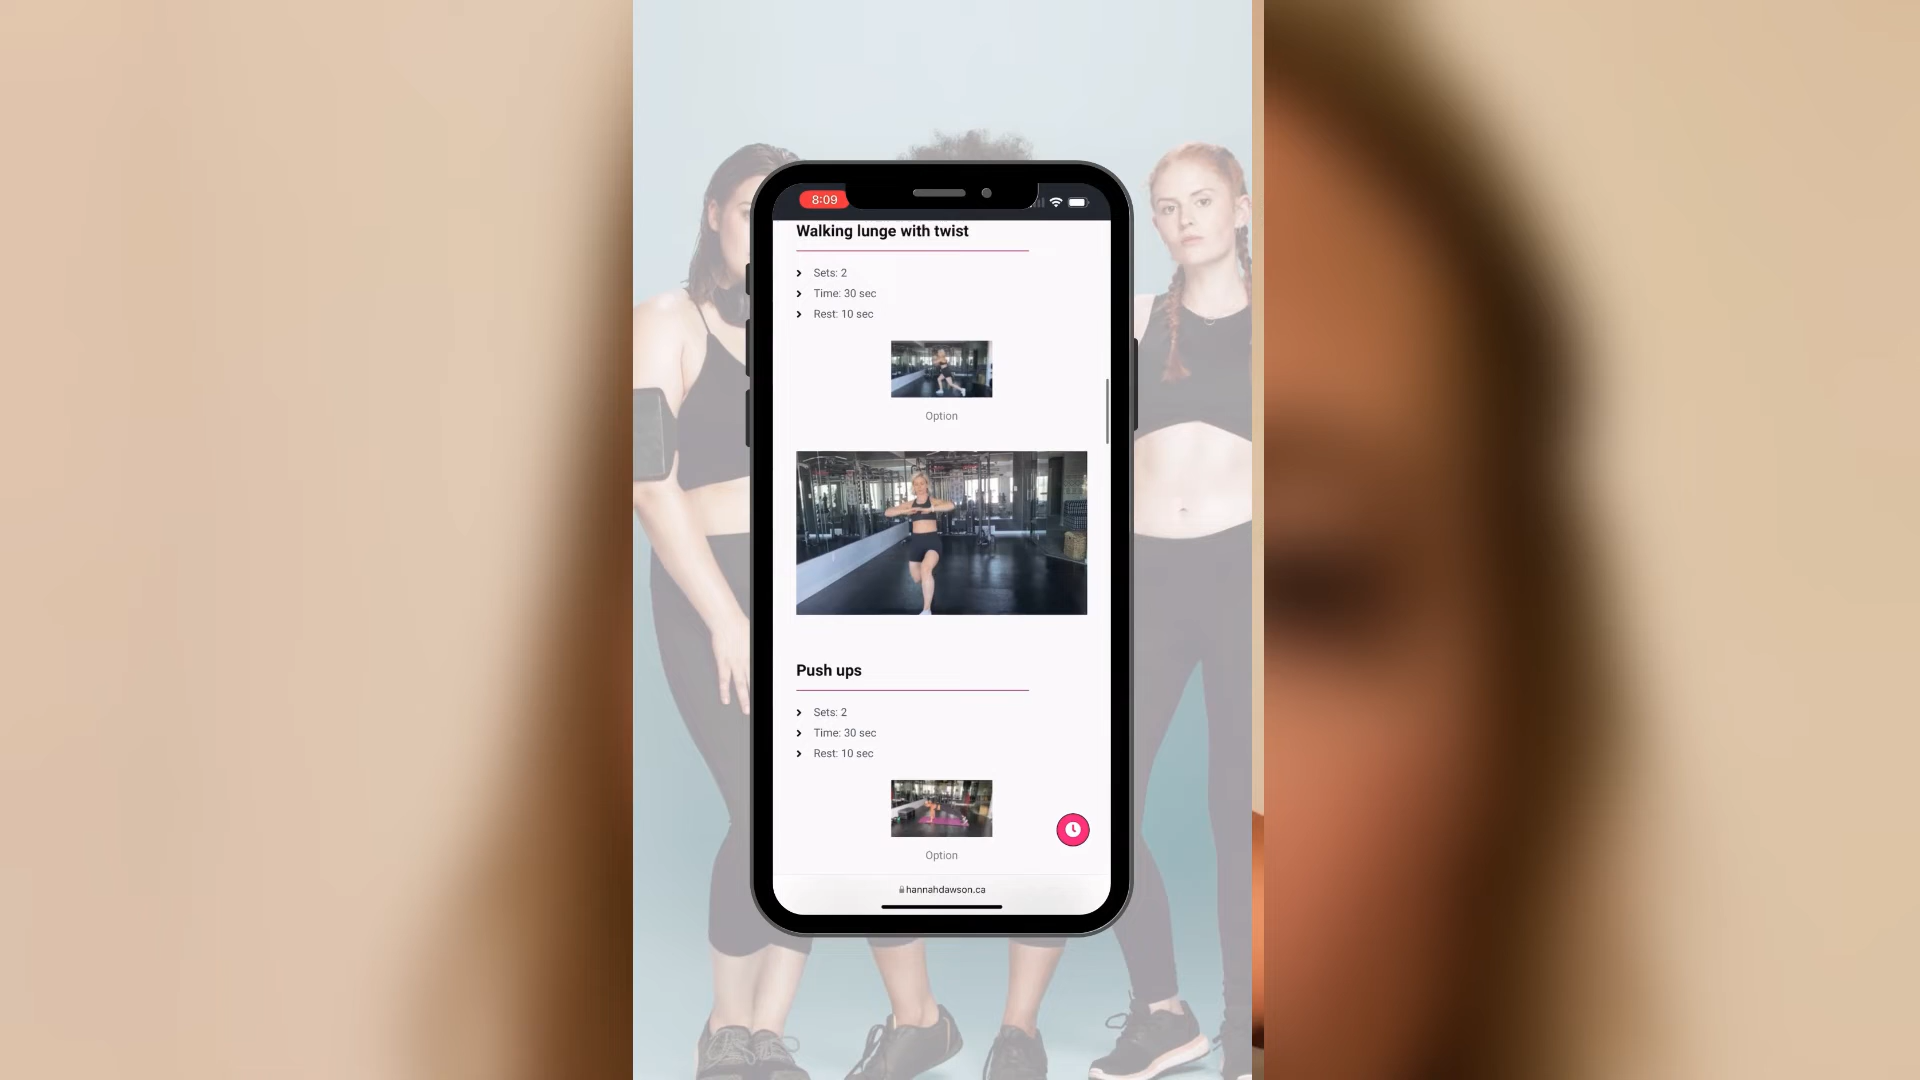 8:09
Walking lunge with twist
Sets: 2
Time: 30 sec
Rest: 10 sec
Option
Push ups
Sets: 2
Time: 30 sec
Rest: 10 sec
Option
hannahdawson.ca